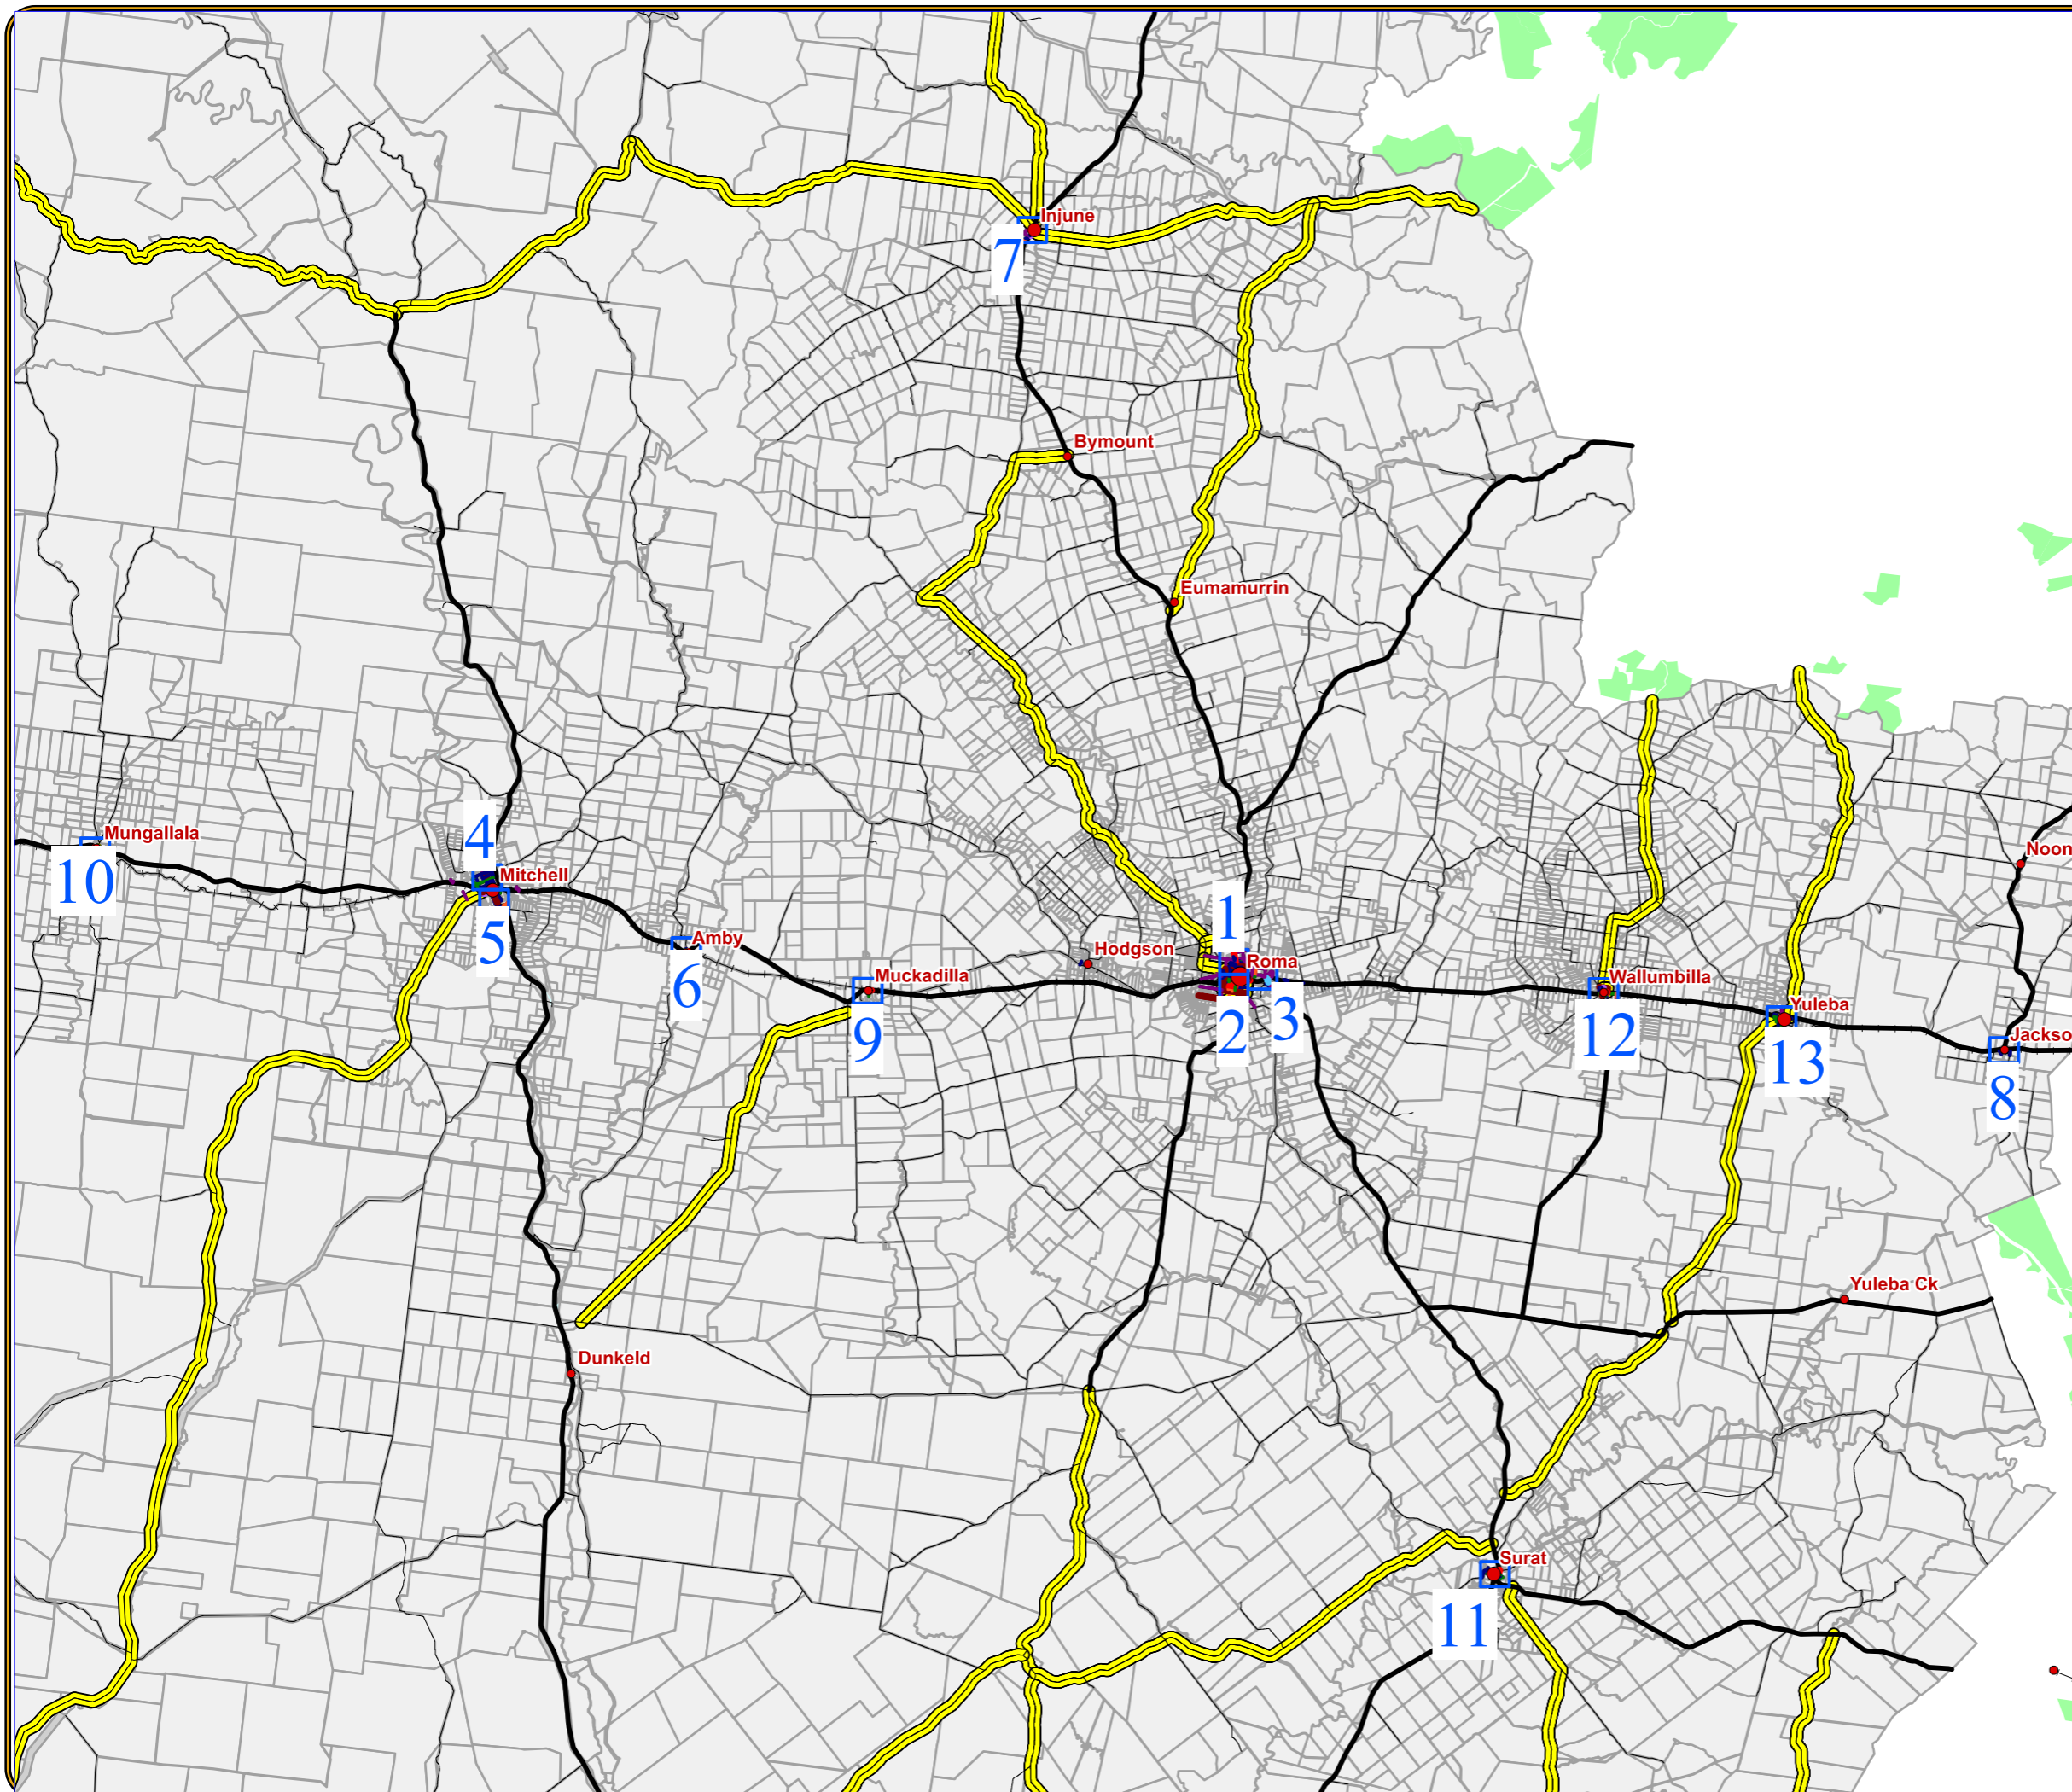 Injune
7
Bymount
Eumamurrin
Mungallala
10
4
Mitchell
5
Amby
6
Muckadilla
9
Hodgson
1
Roma
2
3
Wallumbilla
12
Yuleba
13
Noon
Jackso
8
Yuleba Ck
Dunkeld
Surat
11